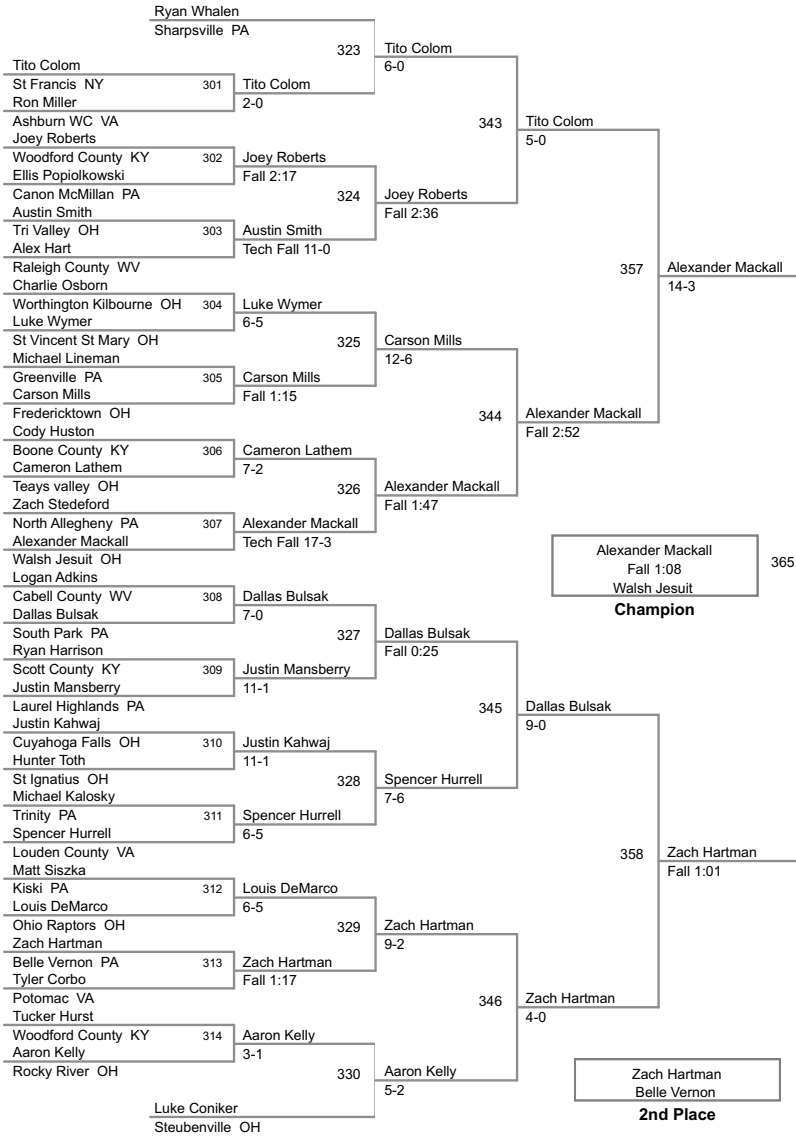 Ryan Whalen
Sharpsville PA
323
Tito Colom
6-0
Tito Colom
St Francis NY
301
Tito Colom
Ron Miller
2-0
Ashburn WC VA
343
Tito Colom
5-0
Joey Roberts
Woodford County KY
302
Joey Roberts
Ellis Popiolkowski
Fall 2:17
Canon McMillan PA
324
Joey Roberts
Fall 2:36
Austin Smith
Tri Valley OH
303
Austin Smith
Alex Hart
Tech Fall 11-0
Raleigh County WV
357
Alexander Mackall
14-3
Charlie Osborn
Worthington Kilbourne OH
304
Luke Wymer
Luke Wymer
6-5
St Vincent St Mary OH
325
Carson Mills
12-6
Michael Lineman
Greenville PA
305
Carson Mills
Carson Mills
Fall 1:15
Fredericktown OH
344
Alexander Mackall
Fall 2:52
Cody Huston
Boone County KY
306
Cameron Lathem
Cameron Lathem
7-2
Teays valley OH
326
Alexander Mackall
Fall 1:47
Zach Stedeford
North Allegheny PA
307
Alexander Mackall
Alexander Mackall
Tech Fall 17-3
Walsh Jesuit OH
Alexander Mackall
Fall 1:08
Walsh Jesuit
365
Champion
Logan Adkins
Cabell County WV
308
Dallas Bulsak
Dallas Bulsak
7-0
South Park PA
327
Dallas Bulsak
Fall 0:25
Ryan Harrison
Scott County KY
309
Justin Mansberry
Justin Mansberry
11-1
Laurel Highlands PA
345
Dallas Bulsak
9-0
Justin Kahwaj
Cuyahoga Falls OH
310
Justin Kahwaj
Hunter Toth
11-1
St Ignatius OH
328
Spencer Hurrell
7-6
Michael Kalosky
Trinity PA
311
Spencer Hurrell
Spencer Hurrell
6-5
Louden County VA
358
Zach Hartman
Fall 1:01
Matt Siszka
Kiski PA
312
Louis DeMarco
Louis DeMarco
6-5
Ohio Raptors OH
329
Zach Hartman
9-2
Zach Hartman
Belle Vernon PA
313
Zach Hartman
Tyler Corbo
Fall 1:17
Potomac VA
346
Zach Hartman
4-0
Tucker Hurst
Woodford County KY
314
Aaron Kelly
Aaron Kelly
3-1
Rocky River OH
330
Aaron Kelly
5-2
Zach Hartman
Belle Vernon
2nd Place
Luke Coniker
Steubenville OH